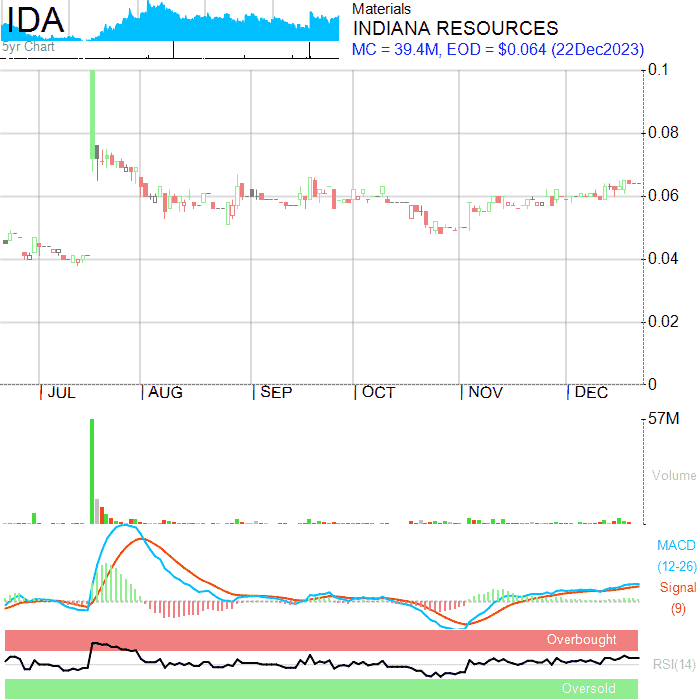 IDA
5yr Chart
Materials
INDIANA RESOURCES
MC = 39.4M, EOD = $0.064 (22Dec2023)
0.1
0.08
0.06
0.04
0.02
0
JUL AUG SEP OCT NOV DEC
57M
Volume
MACD
(12-26)
Signal
(9)
Overbought
RSI(14)
Oversold